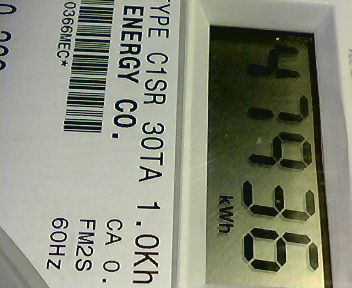 47936
kWh
TYPE C1SR 30TA 1.0Kh
ENERGY CO.
CA 0.
FM2S
60HZ
0366MEC*